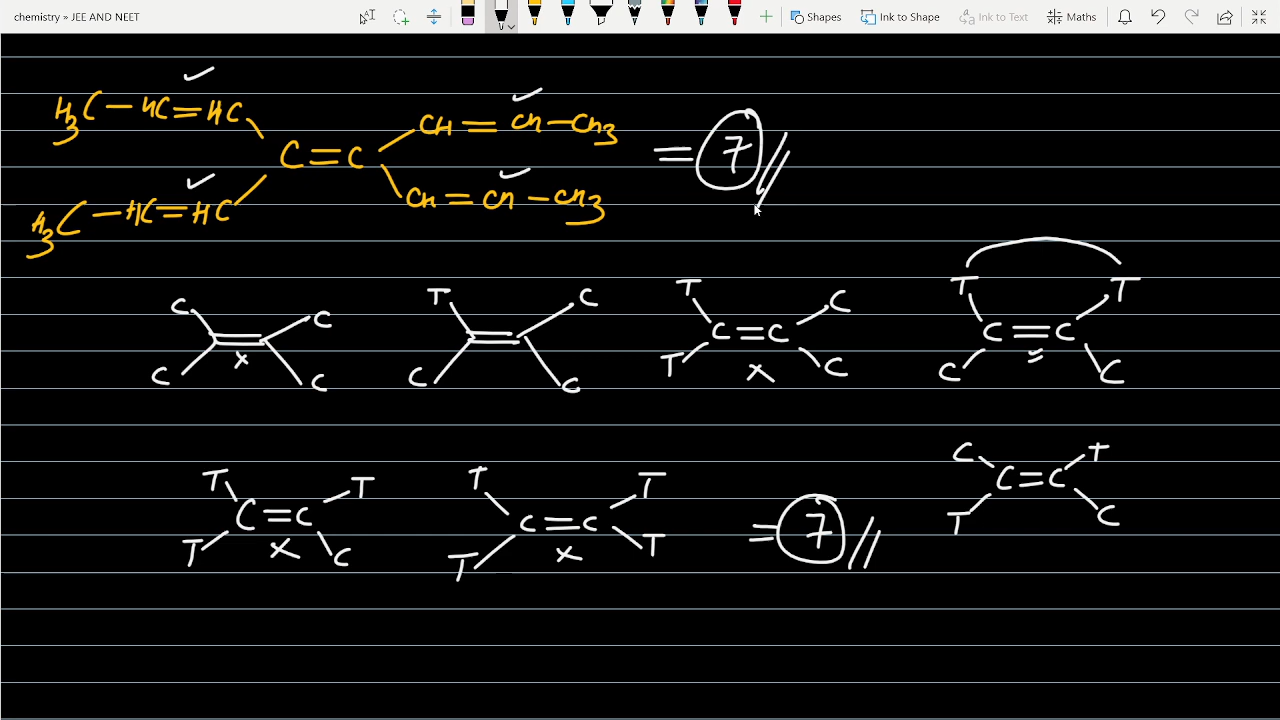 chemistry » JEE AND NEET
Shapes Ink to Shape Ink to Text Maths
H3C – HC = HC CH = CH – CH3
C = C = 7
H3C – HC = HC CH = CH – CH3
C C T C T C T T
C = C C = C
C C x C C T x C C C
C T
T T T T C = C
C = C C = C = 7
T x C T x T T C